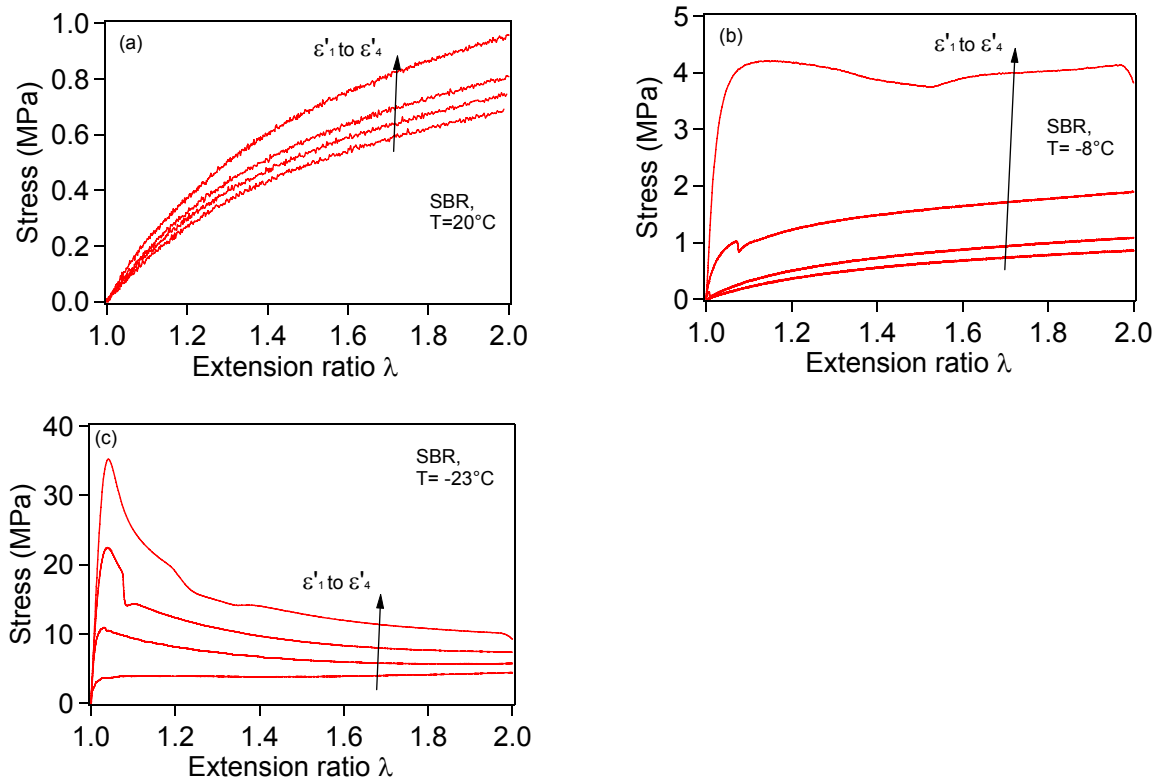 (a)
ε'₁ to ε'₄
SBR,
T=20°C
Stress (MPa)
1.0
0.8
0.6
0.4
0.2
0.0
1.0 1.2 1.4 1.6 1.8 2.0
Extension ratio λ
(b)
ε'₁ to ε'₄
SBR,
T= -8°C
Stress (MPa)
5
4
3
2
1
0
1.0 1.2 1.4 1.6 1.8 2.0
Extension ratio λ
(c)
SBR,
T= -23°C
ε'₁ to ε'₄
Stress (MPa)
40
30
20
10
0
1.0 1.2 1.4 1.6 1.8 2.0
Extension ratio λ